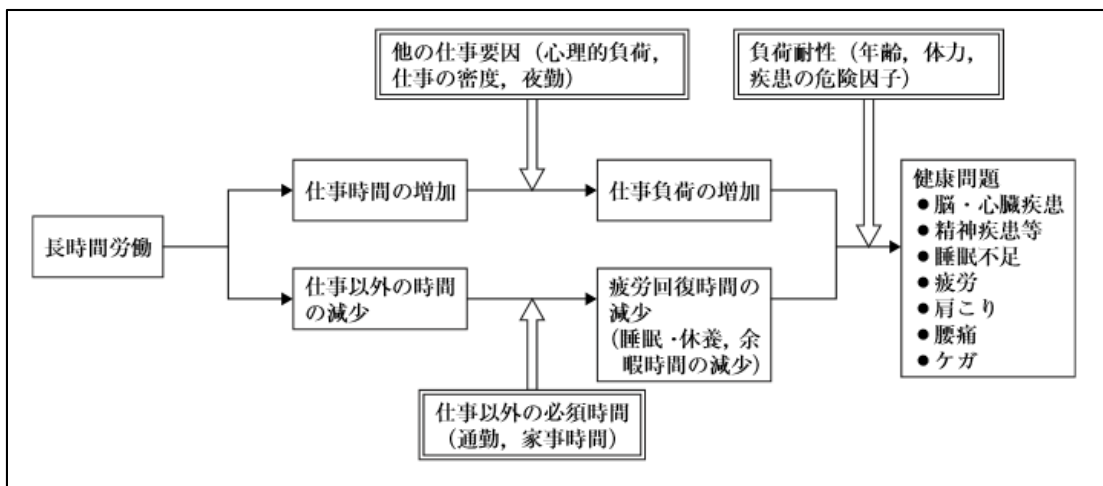 他の仕事要因（心理的負荷，
仕事の密度，夜勤）
負荷耐性（年齢，体力，
疾患の危険因子）
長時間労働
仕事時間の増加
仕事負荷の増加
仕事以外の時間
の減少
疲労回復時間の
減少
（睡眠・休養，余
暇時間の減少）
仕事以外の必須時間
（通勤，家事時間）
健康問題
●脳・心臓疾患
●精神疾患等
●睡眠不足
●疲労
●肩こり
●腰痛
●ケガ